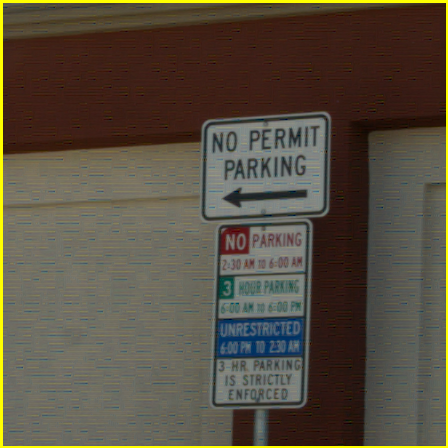 NO PERMIT
PARKING
NO PARKING
2:30 AM TO 6:00 AM
3 HOUR PARKING
6:00 AM TO 6:00 PM
UNRESTRICTED
6:00 PM TO 2:30 AM
3-HR. PARKING
IS STRICTLY
ENFORCED